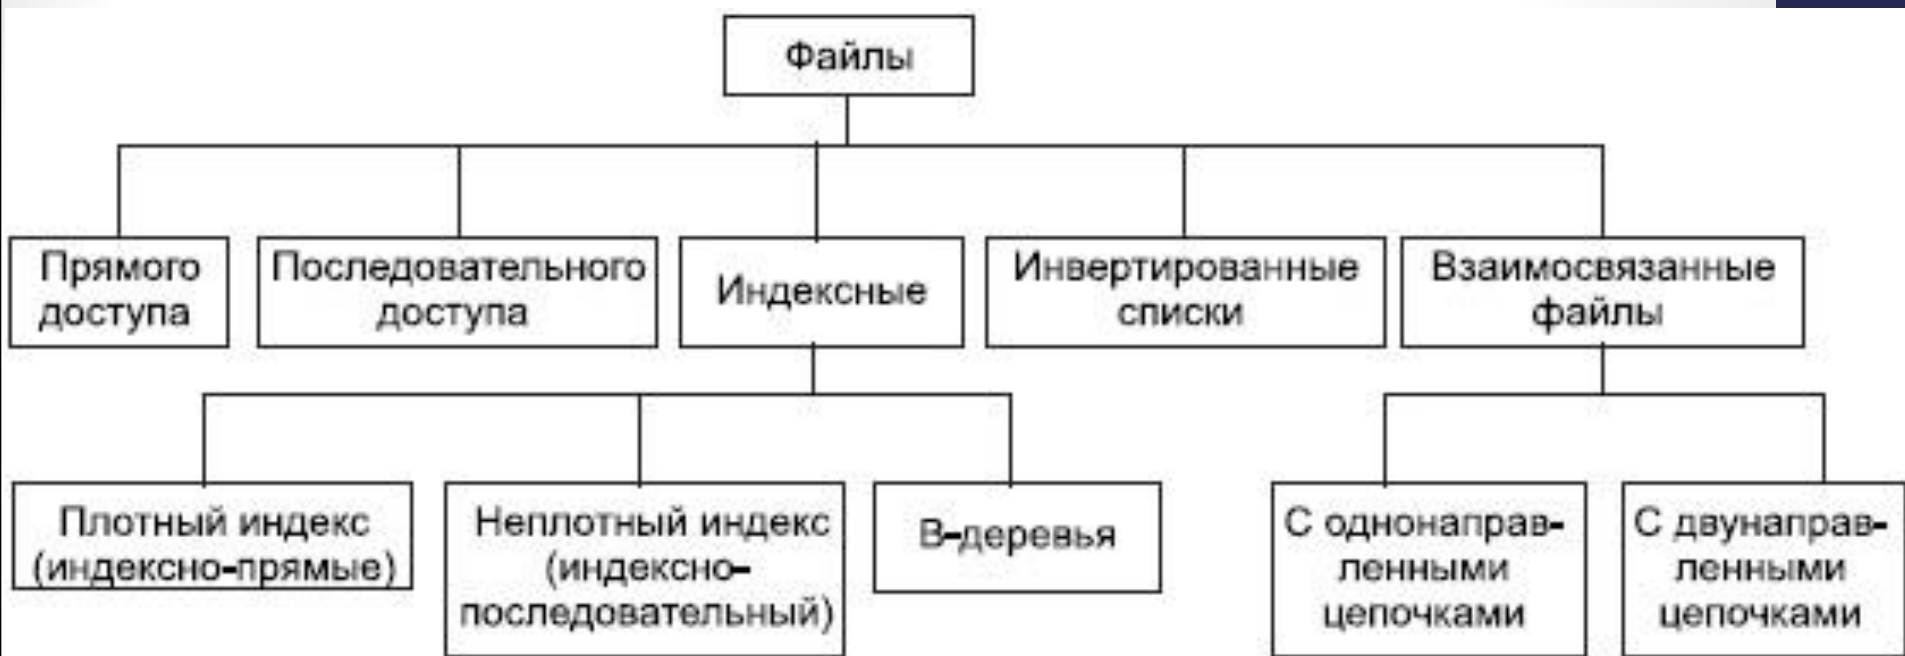 Файлы
Прямого
доступа
Последовательного
доступа
Индексные
Инвертированные
списки
Взаимосвязанные
файлы
Плотный индекс
(индексно-прямые)
Неплотный индекс
(индексно-
последовательный)
В-деревья
С однонаправ-
ленными
цепочками
С двунаправ-
ленными
цепочками